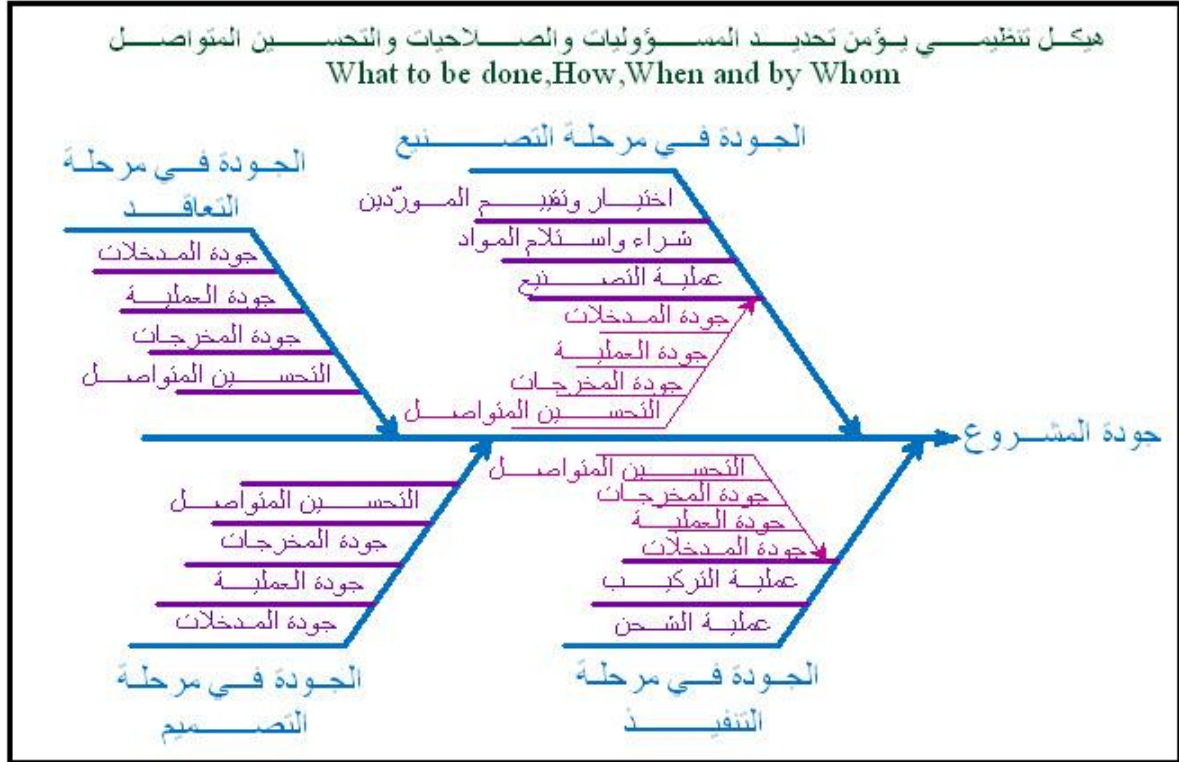 هيكل تنظيمي يؤمن تحديد المسؤوليات والصلاحيات والتحسين المتواصل
What to be done,How,When and by Whom
الجودة في مرحلة التصنيع
اختيار وتقييم المورّدين
شراء واستلام المواد
عملية التصنيع
جودة المدخلات
جودة العملية
جودة المخرجات
التحسين المتواصل
الجودة في مرحلة
التعاقد
جودة المدخلات
جودة العملية
جودة المخرجات
التحسين المتواصل
جودة المشروع
التحسين المتواصل
جودة المخرجات
جودة العملية
جودة المدخلات
عملية التركيب
عملية الشحن
الجودة في مرحلة
التنفيذ
التحسين المتواصل
جودة المخرجات
جودة العملية
جودة المدخلات
الجودة في مرحلة
التصميم